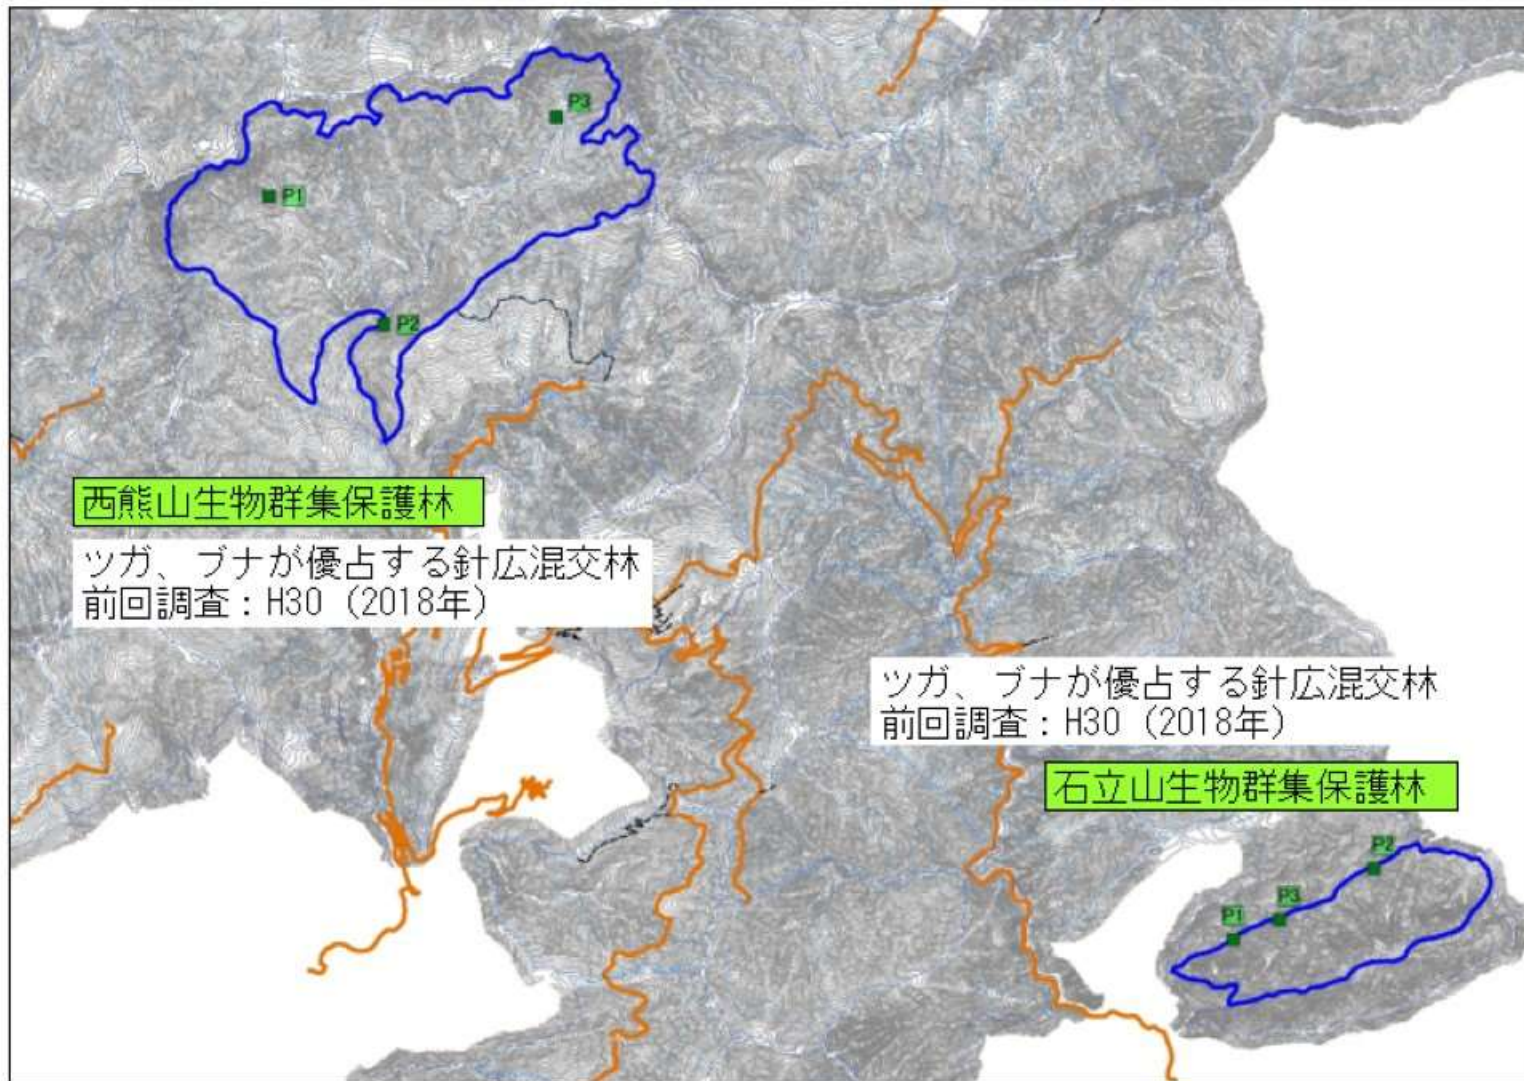 P3
P1
P2
西熊山生物群集保護林
ツガ、ブナが優占する針広混交林
前回調査：H30（2018年）
ツガ、ブナが優占する針広混交林
前回調査：H30（2018年）
石立山生物群集保護林
P2
P3
P1